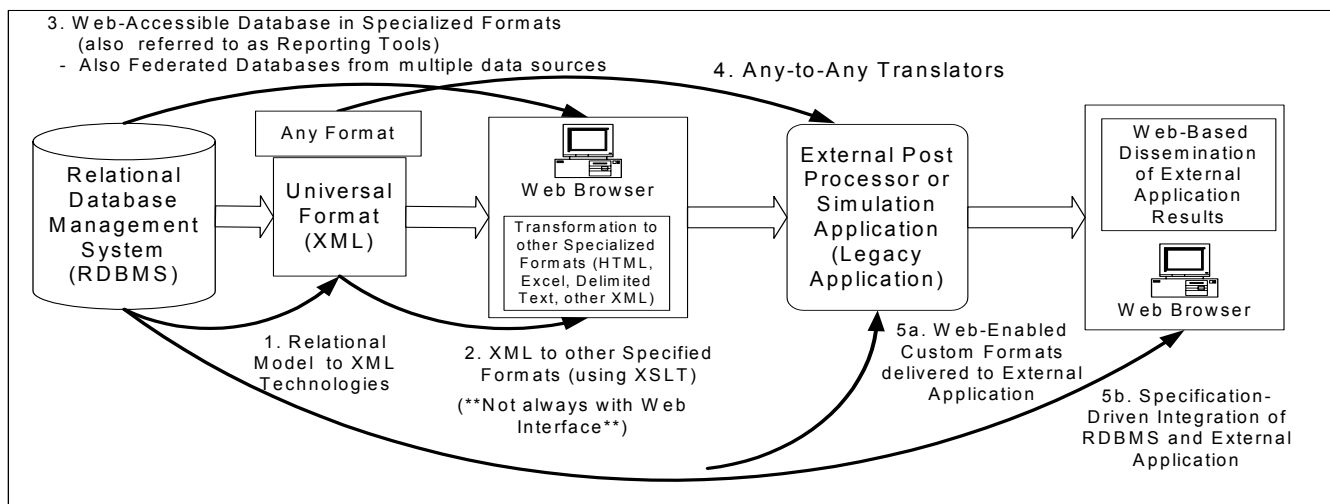 3. Web-Accessible Database in Specialized Formats
(also referred to as Reporting Tools)
- Also Federated Databases from multiple data sources
4. Any-to-Any Translators
Relational
Database
Management
System
(RDBMS)
Any Format
Universal
Format
(XML)
Web Browser
Transformation to
other Specialized
Formats (HTML,
Excel, Delimited
Text, other XML)
External Post
Processor or
Simulation
Application
(Legacy
Application)
Web-Based
Dissemination
of External
Application
Results
Web Browser
1. Relational
Model to XML
Technologies
2. XML to other Specified
Formats (using XSLT)
(**Not always with Web
Interface**)
5a. Web-Enabled
Custom Formats
delivered to External
Application
5b. Specification-
Driven Integration of
RDBMS and External
Application